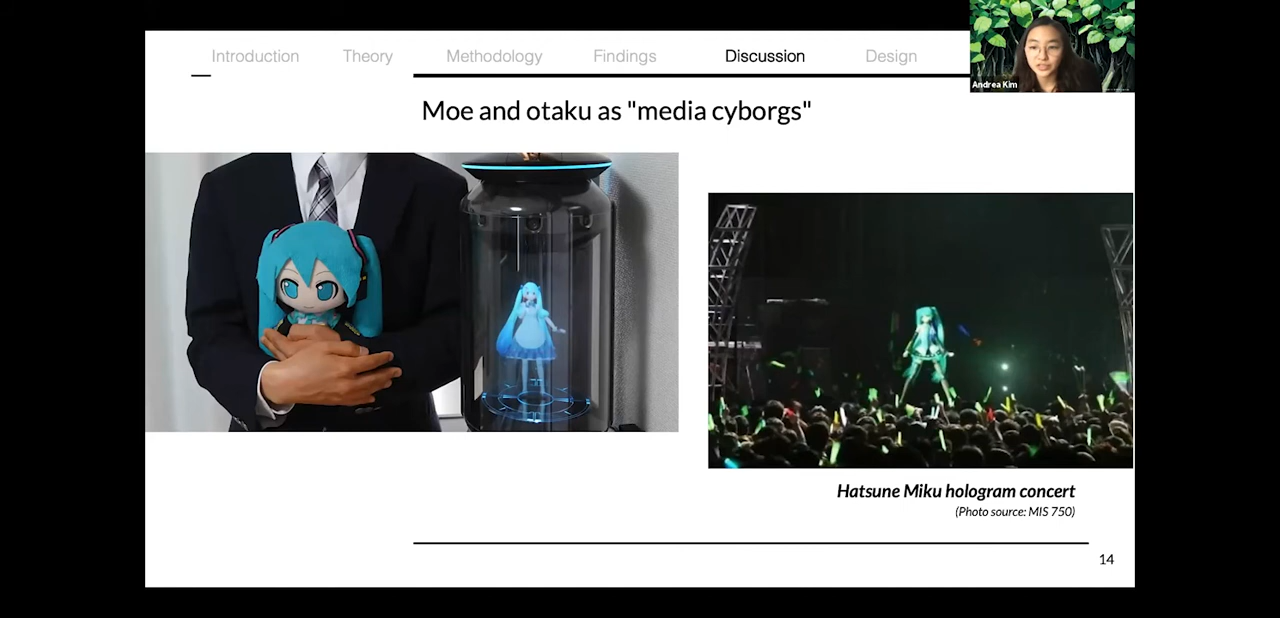 Introduction Theory Methodology Findings Discussion Design
Andrea Kim
Moe and otaku as "media cyborgs"
Hatsune Miku hologram concert
(Photo source: MIS 750)
14